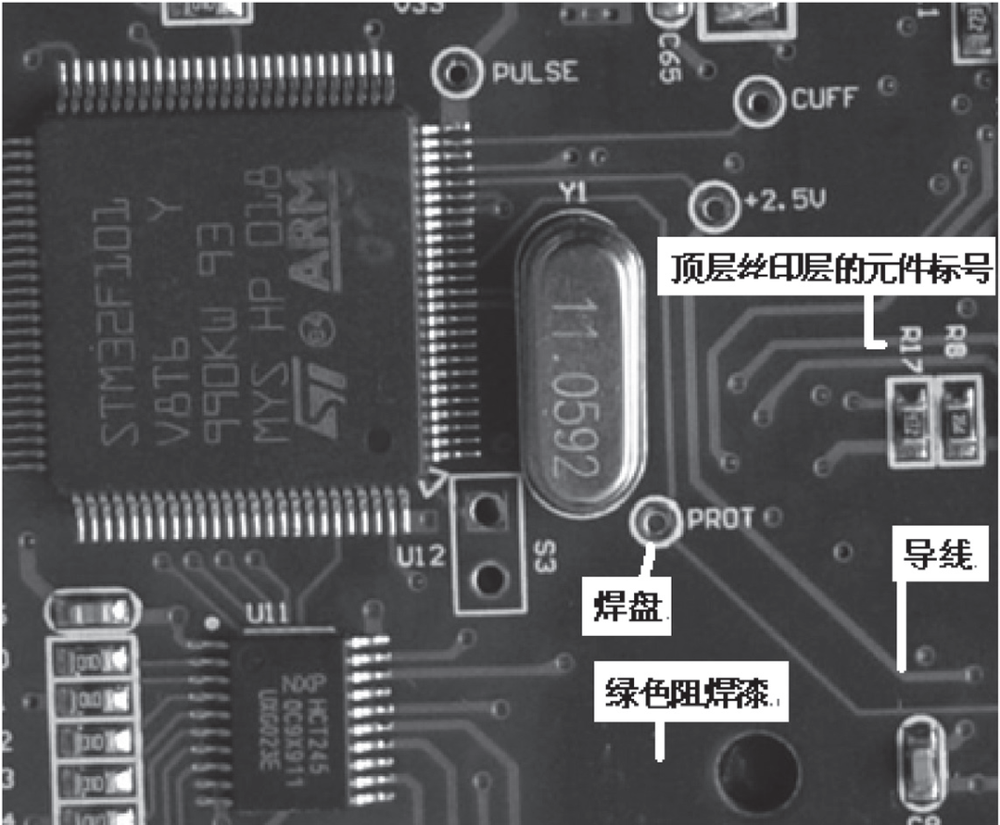 VSS
PULSE
C65
CUFF
+2.5V
Y1
顶层丝印层的元件标号
STM32F101
V8T6 Y
990KW 93
MYS HP 018
ARM
ST
11.0592
R17
R8
PROT
U12
S3
导线
焊盘
U11
绿色阻焊漆
NXP HCT245